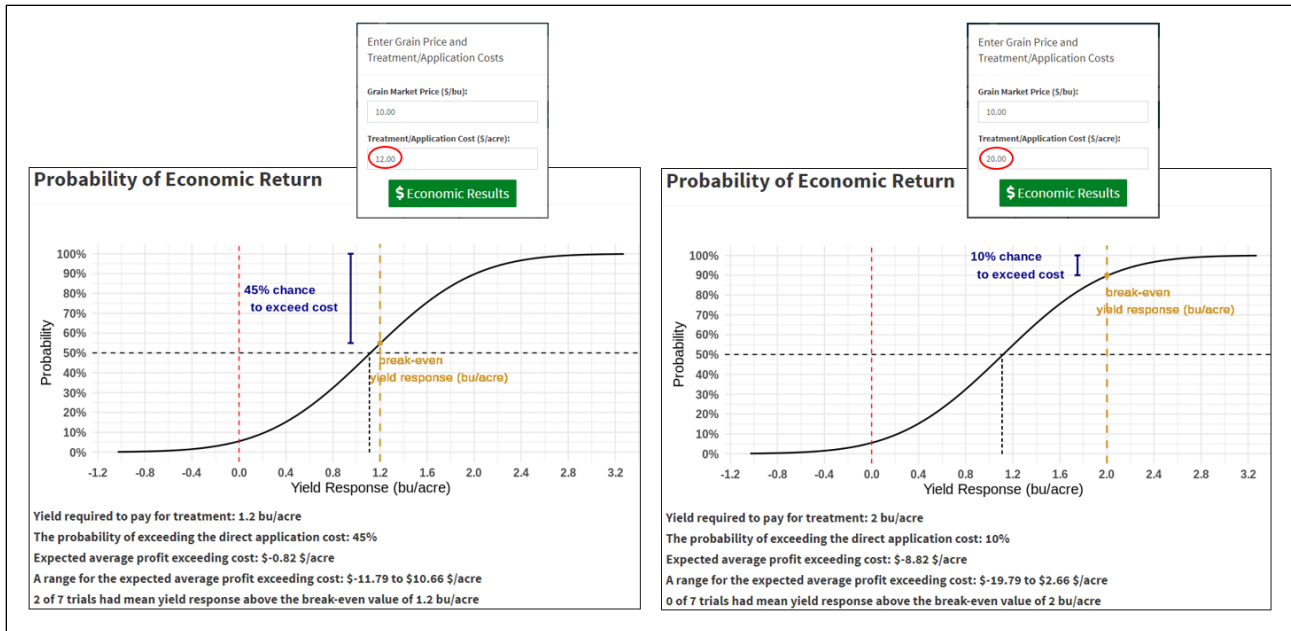 Enter Grain Price and
Treatment/Application Costs
Grain Market Price ($/bu):
10.00
Treatment/Application Cost ($/acre):
12.00
$ Economic Results
Probability of Economic Return
100%
90%
80%
70%
60%
50%
40%
30%
20%
10%
0%
Probability
45% chance
to exceed cost
break-even
yield response (bu/acre)
-1.2 -0.8 -0.4 0.0 0.4 0.8 1.2 1.6 2.0 2.4 2.8 3.2
Yield Response (bu/acre)
Yield required to pay for treatment: 1.2 bu/acre
The probability of exceeding the direct application cost: 45%
Expected average profit exceeding cost: $-0.82 $/acre
A range for the expected average profit exceeding cost: $-11.79 to $10.66 $/acre
2 of 7 trials had mean yield response above the break-even value of 1.2 bu/acre
Enter Grain Price and
Treatment/Application Costs
Grain Market Price ($/bu):
10.00
Treatment/Application Cost ($/acre):
20.00
$ Economic Results
Probability of Economic Return
100%
90%
80%
70%
60%
50%
40%
30%
20%
10%
0%
Probability
10% chance
to exceed cost
break-even
yield response (bu/acre)
-1.2 -0.8 -0.4 0.0 0.4 0.8 1.2 1.6 2.0 2.4 2.8 3.2
Yield Response (bu/acre)
Yield required to pay for treatment: 2 bu/acre
The probability of exceeding the direct application cost: 10%
Expected average profit exceeding cost: $-8.82 $/acre
A range for the expected average profit exceeding cost: $-19.79 to $2.66 $/acre
0 of 7 trials had mean yield response above the break-even value of 2 bu/acre